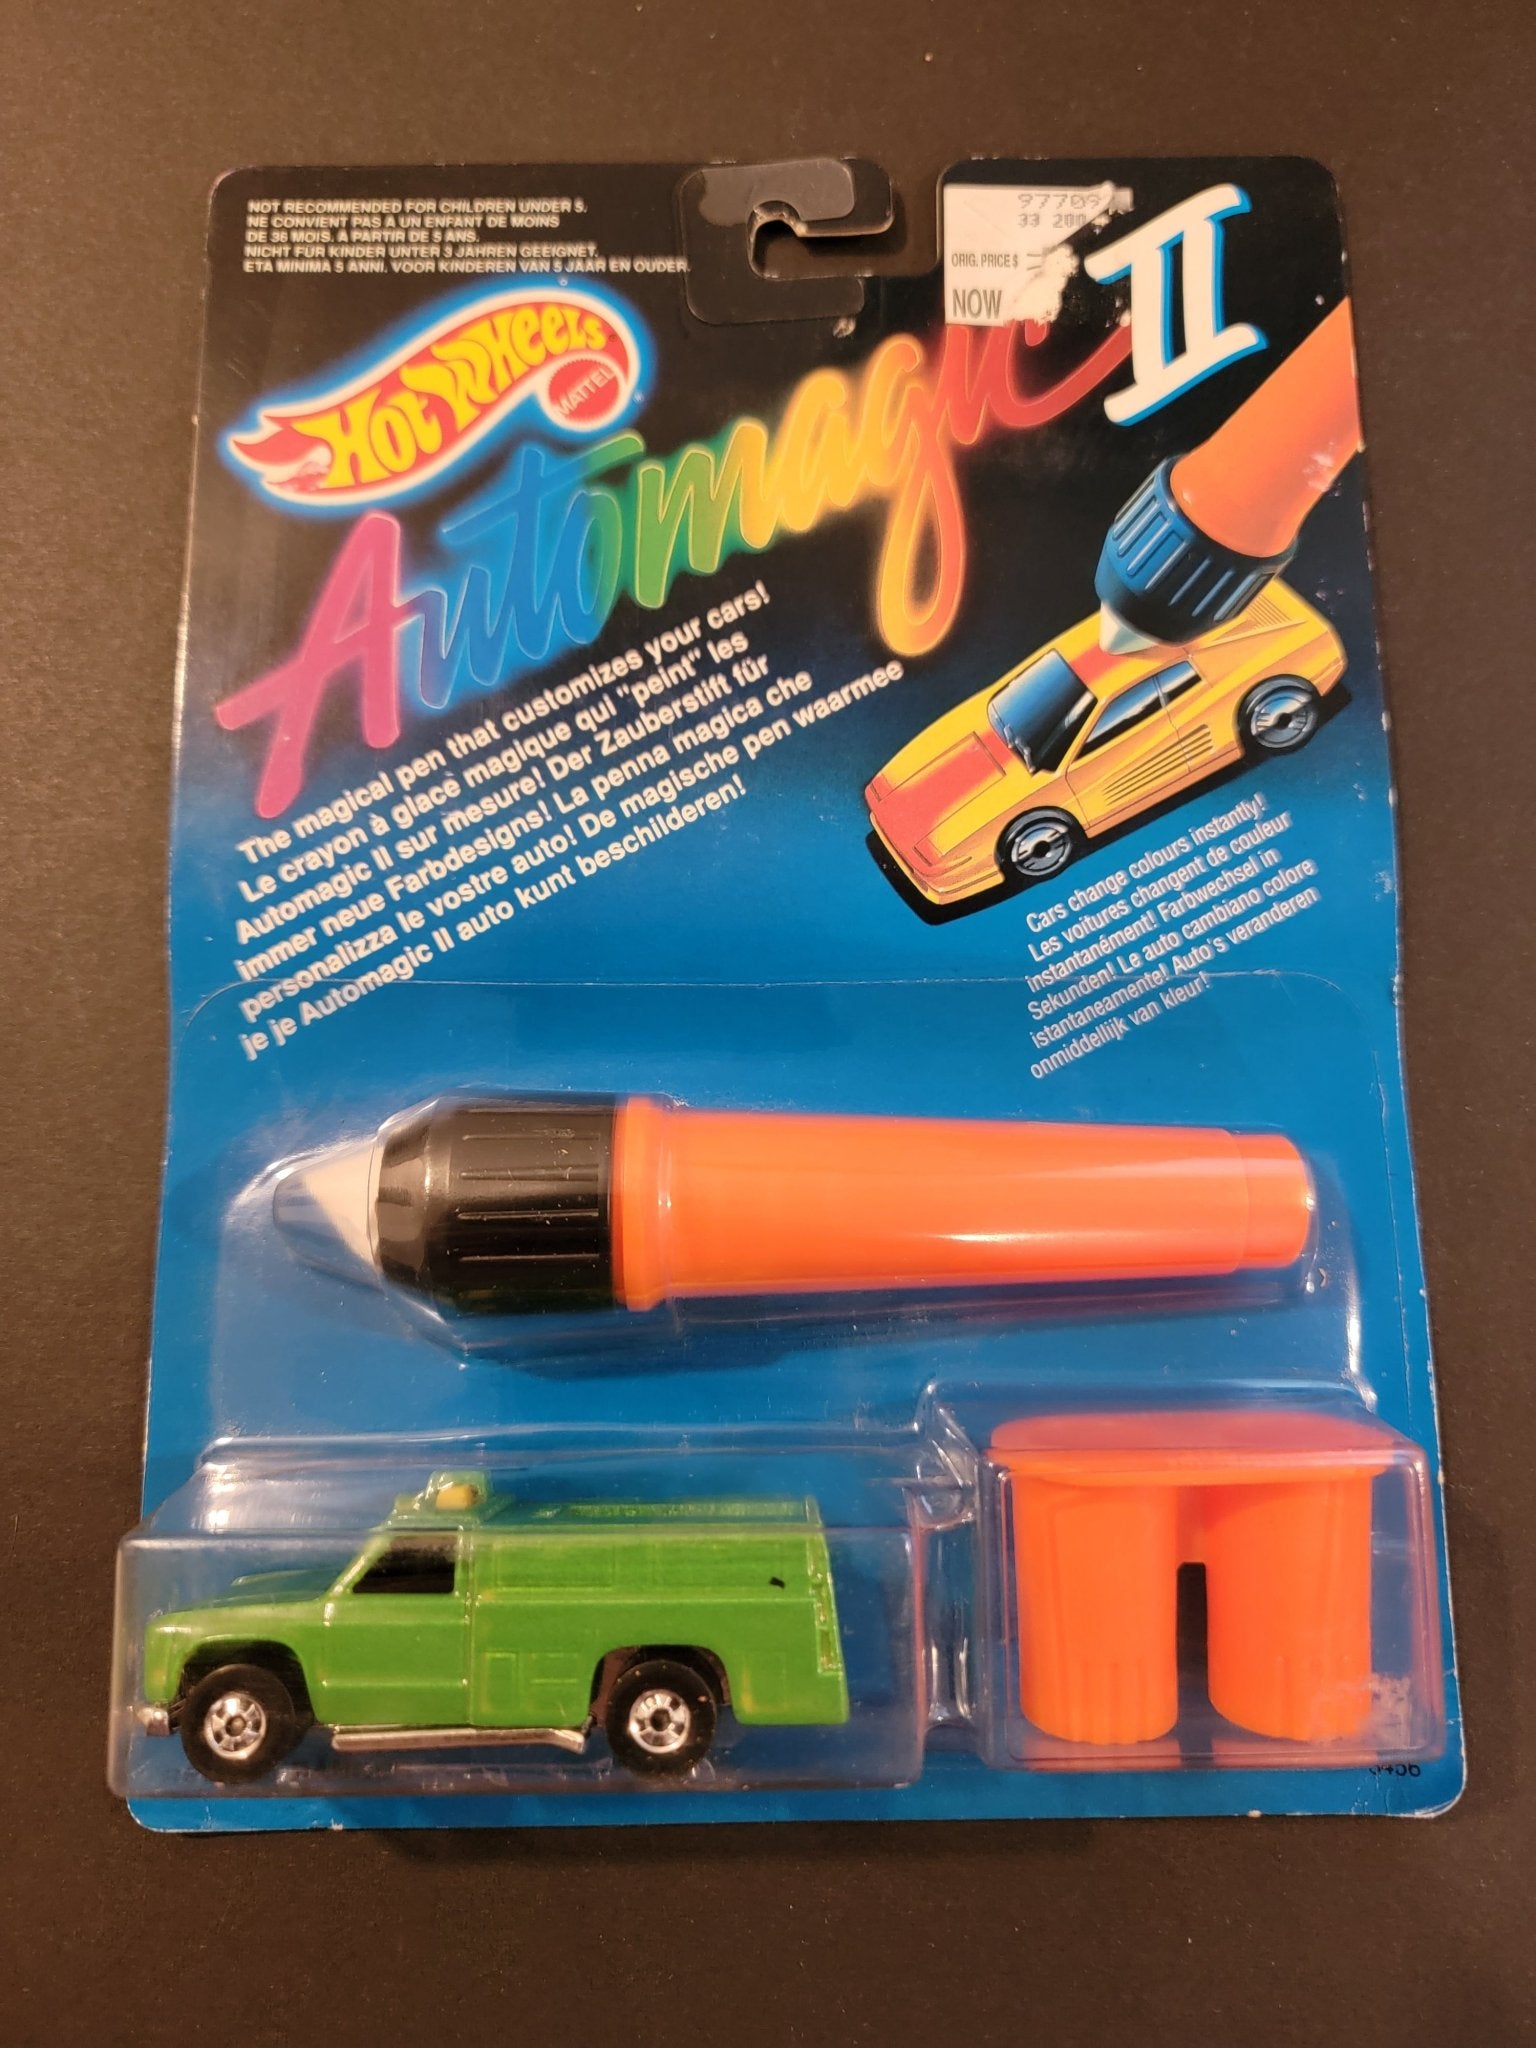 NOT RECOMMENDED FOR CHILDREN UNDER 5.
NE CONVIENT PAS A UN ENFANT DE MOINS
DE 36 MOIS. A PARTIR DE 5 ANS.
NICHT FÜR KINDER UNTER 3 JAHREN GEEIGNET.
ETA MINIMA 5 ANNI. VOOR KINDEREN VAN 5 JAAR EN OUDER.
97709
33 200
ORIG. PRICE $
NOW
HOT WHEELS
MATTEL
Automagic II
The magical pen that customizes your cars!
Le crayon à glace magique qui "peint" les
Automagic II sur mesure! Der Zauberstift für
immer neue Farbdesigns! La penna magica che
personalizza le vostre auto! De magische pen waarmee
je je Automagic II auto kunt beschilderen!
Cars change colours instantly!
Les voitures changent de couleur
instantanément! Farbwechsel in
Sekunden! Le auto cambiano colore
istantaneamente! Auto's veranderen
onmiddellijk van kleur!